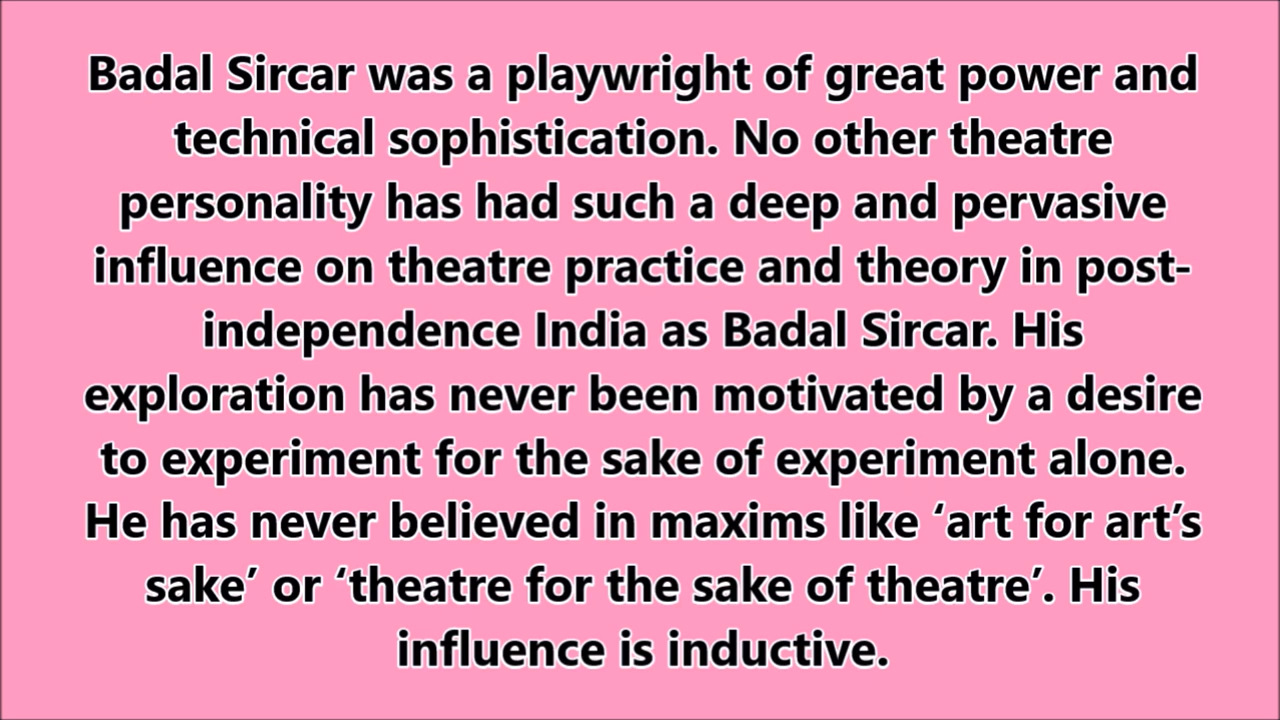 Badal Sircar was a playwright of great power and
technical sophistication. No other theatre
personality has had such a deep and pervasive
influence on theatre practice and theory in post-
independence India as Badal Sircar. His
exploration has never been motivated by a desire
to experiment for the sake of experiment alone.
He has never believed in maxims like ‘art for art’s
sake’ or ‘theatre for the sake of theatre’. His
influence is inductive.